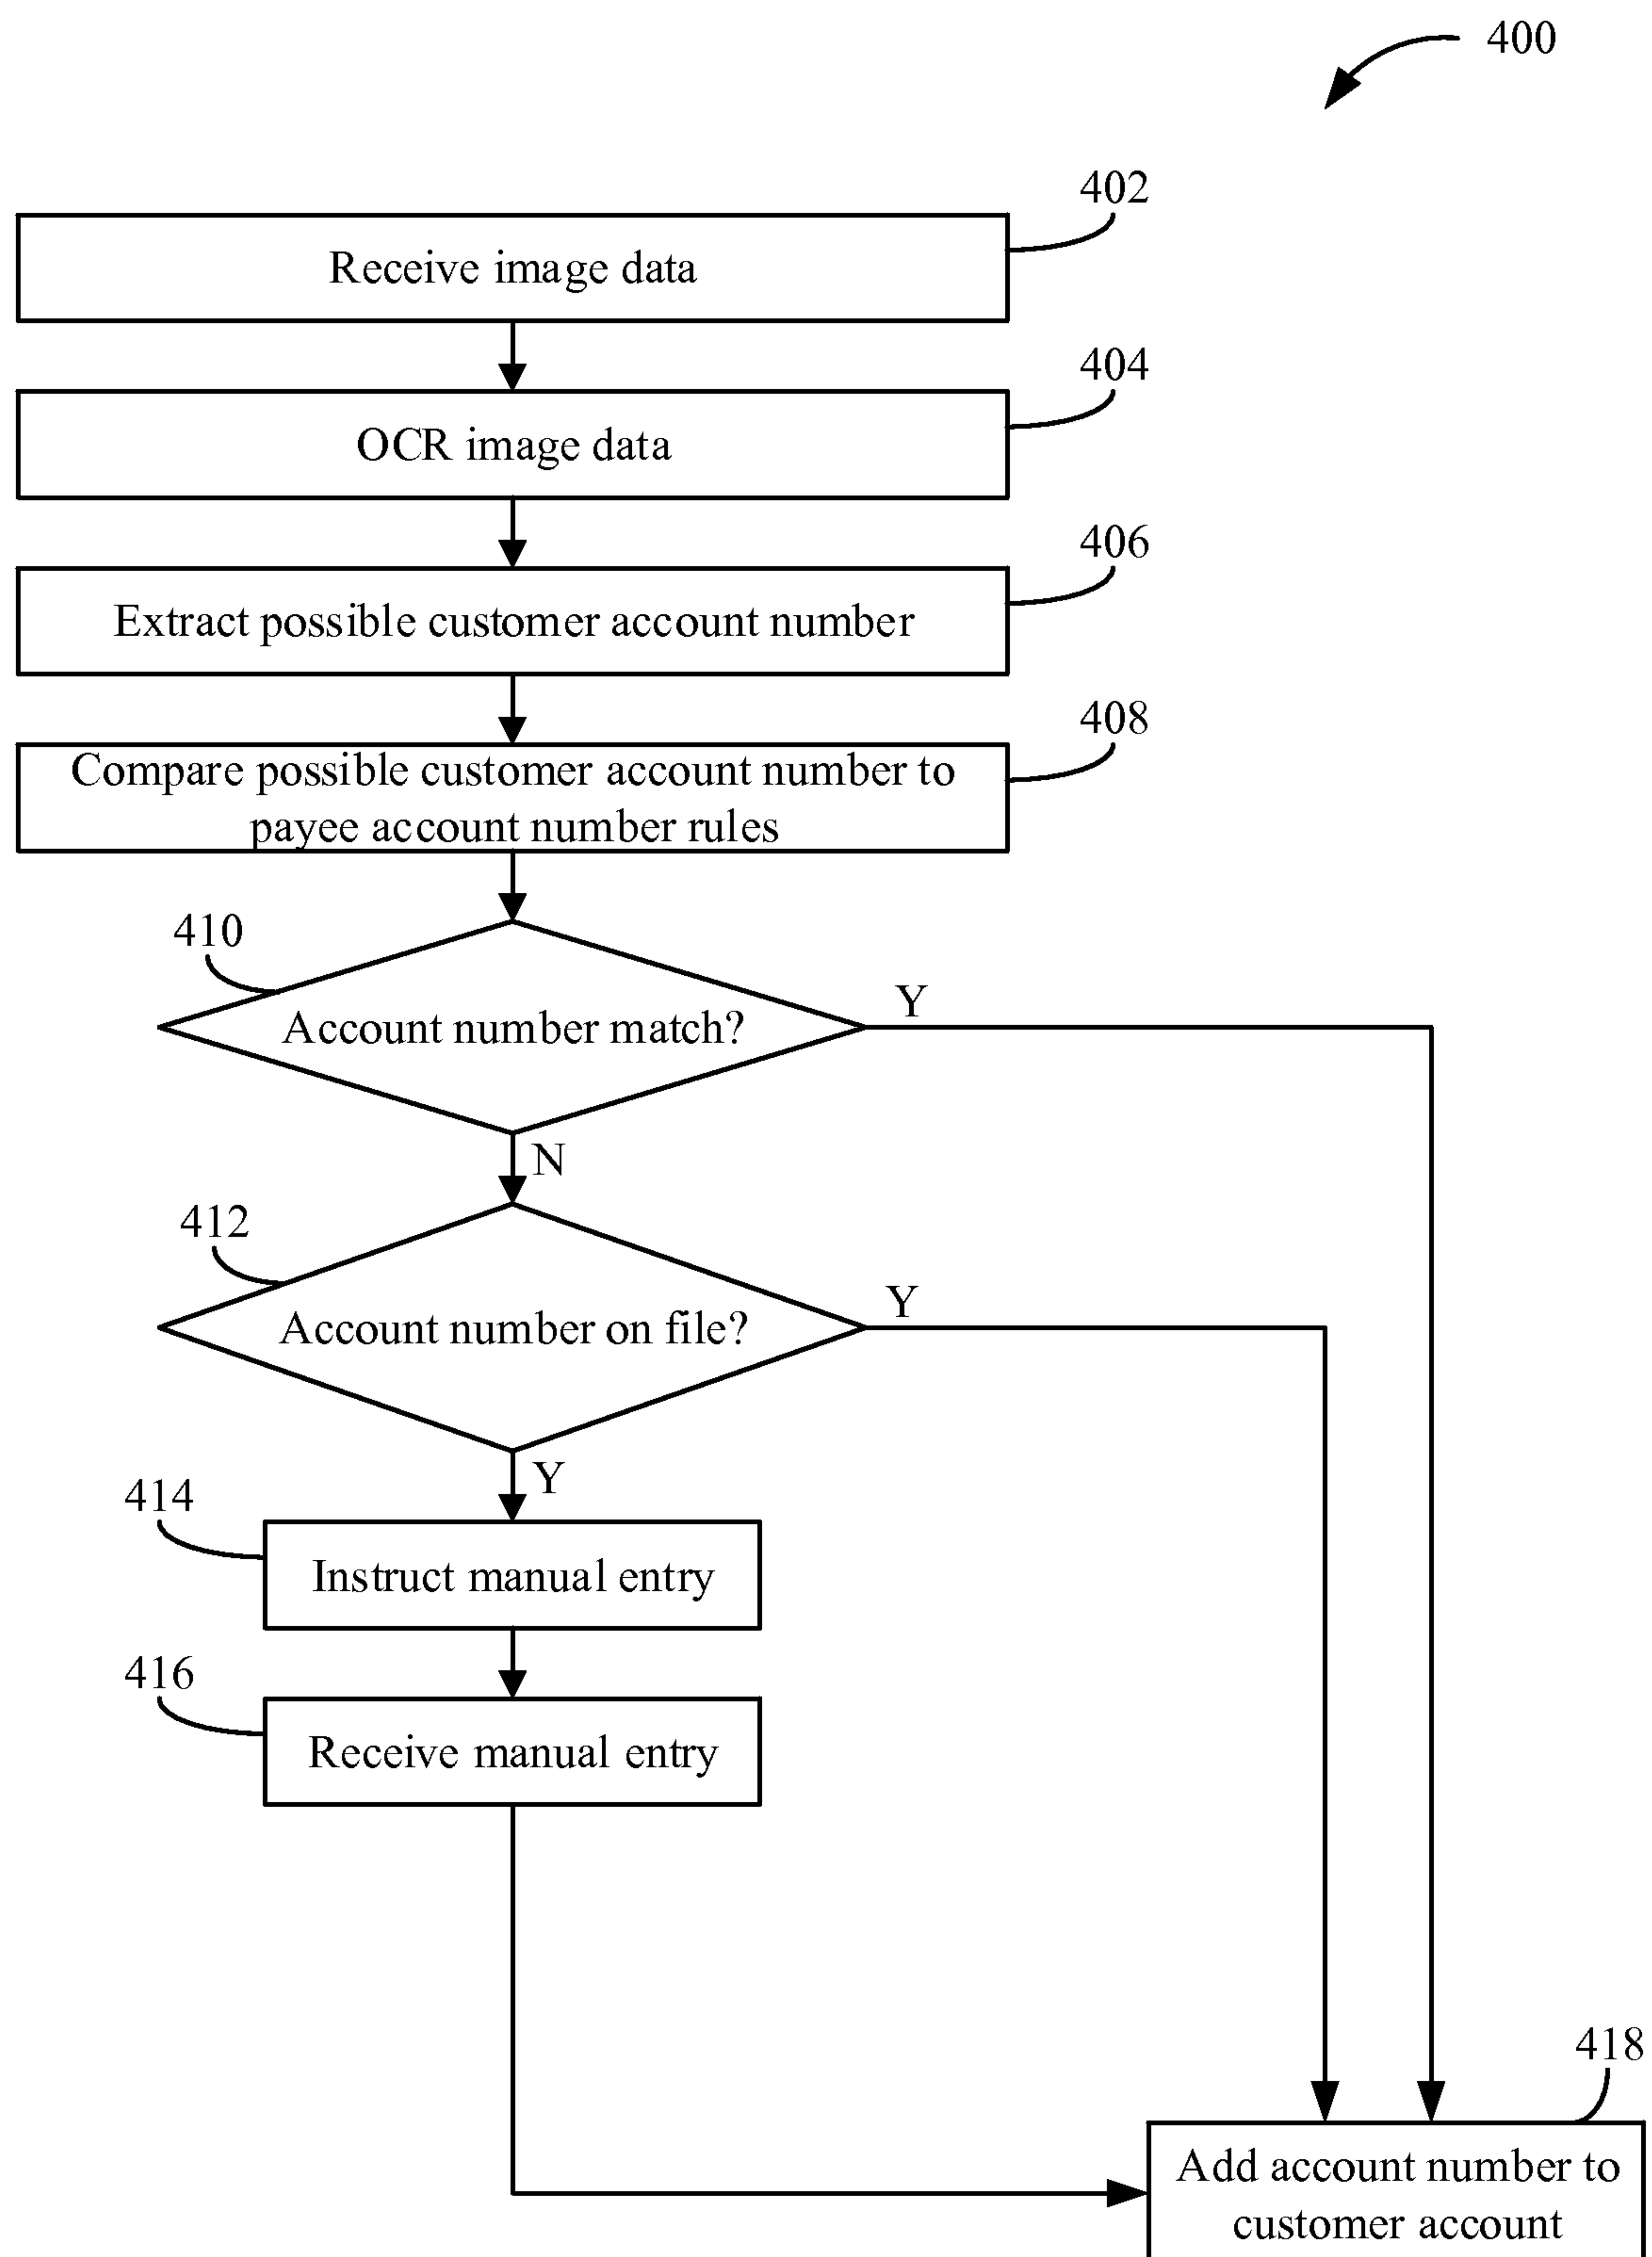 400
402
Receive image data
404
OCR image data
406
Extract possible customer account number
408
Compare possible customer account number to
payee account number rules
410
Account number match?
Y
N
412
Account number on file?
Y
Y
414
Instruct manual entry
416
Receive manual entry
418
Add account number to
customer account